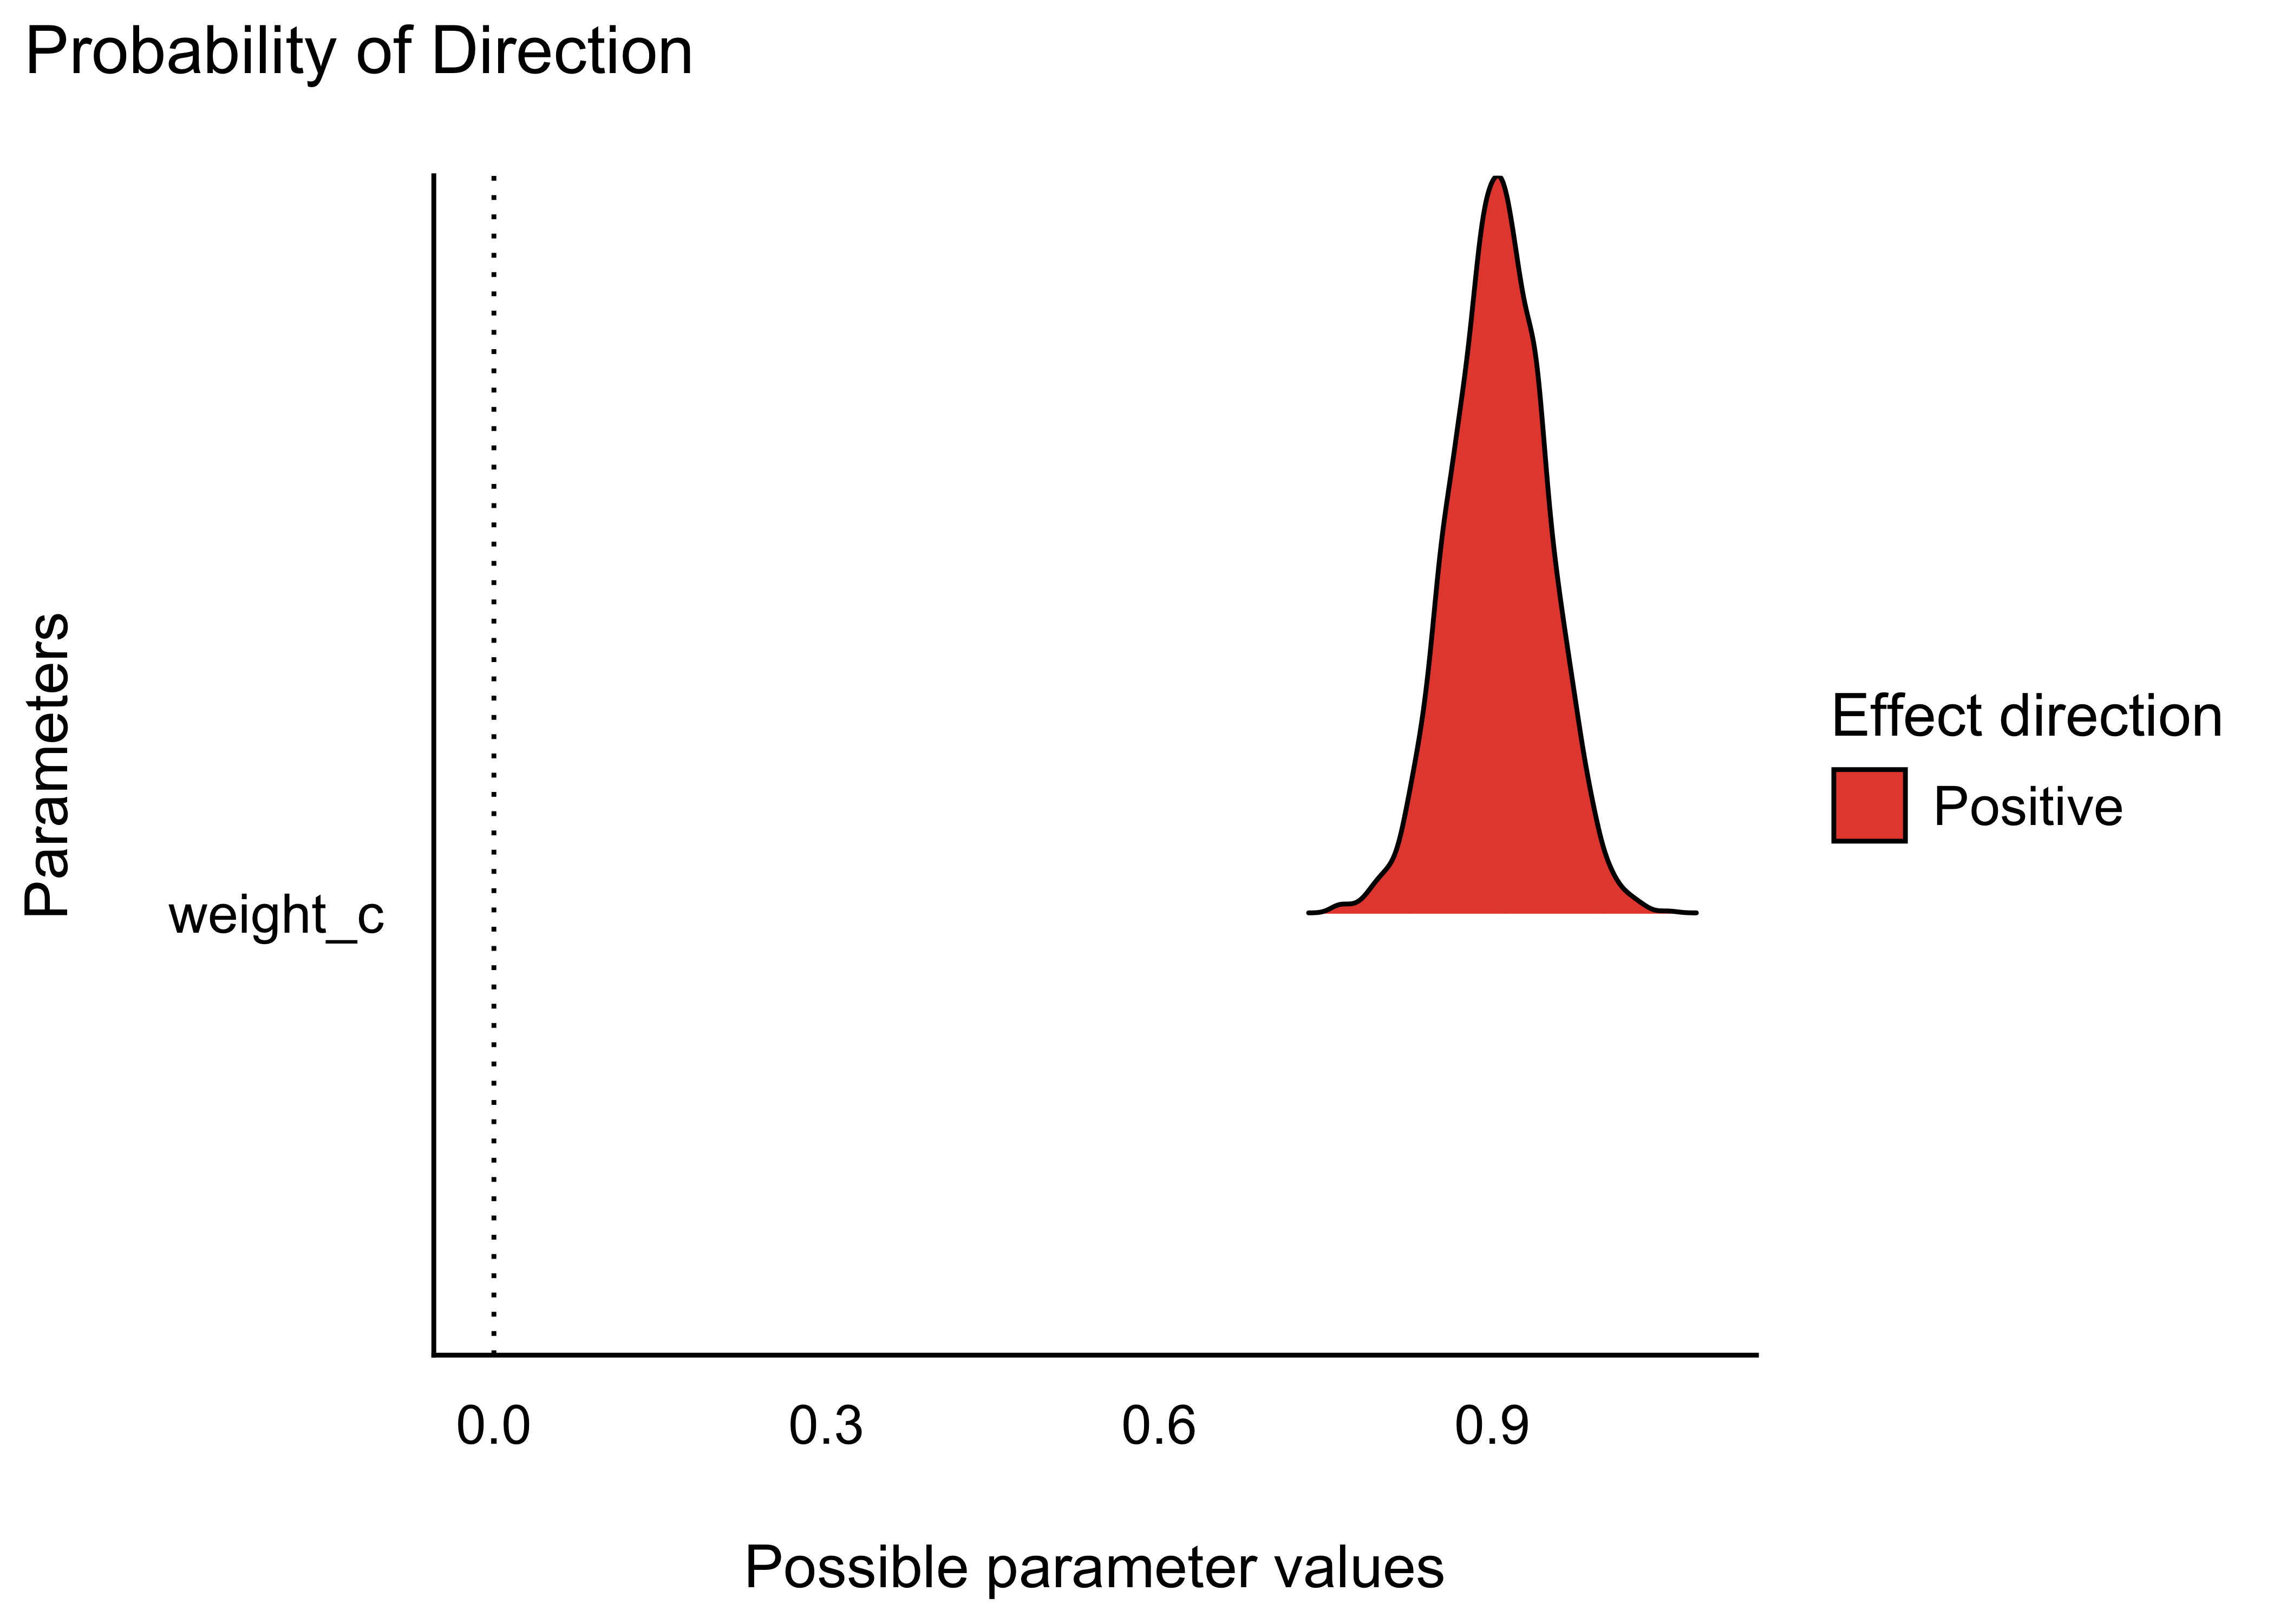 Probability of Direction
Parameters
weight_c
Effect direction
Positive
0.0 0.3 0.6 0.9
Possible parameter values